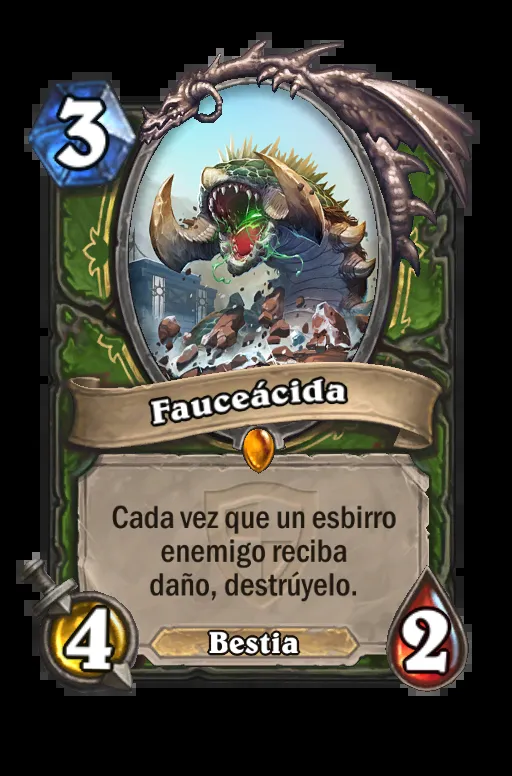 3
Fauceácida
Cada vez que un esbirro
enemigo reciba
daño, destrúyelo.
4
Bestia
2